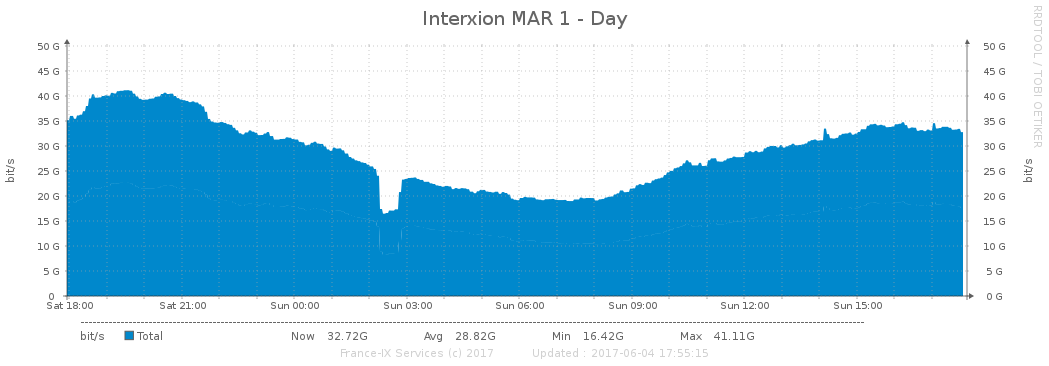 Interxion MAR 1 - Day
RRDTOOL / TOBI OETIKER
50 G 50 G
45 G 45 G
40 G 40 G
35 G 35 G
30 G 30 G
25 G 25 G
20 G 20 G
15 G 15 G
10 G 10 G
5 G 5 G
0 0 G
bit/s
bit/s
Sat 18:00 Sat 21:00 Sun 00:00 Sun 03:00 Sun 06:00 Sun 09:00 Sun 12:00 Sun 15:00
bit/s Total Now 32.72G Avg 28.82G Min 16.42G Max 41.11G
France-IX Services (c) 2017 Updated : 2017-06-04 17:55:15